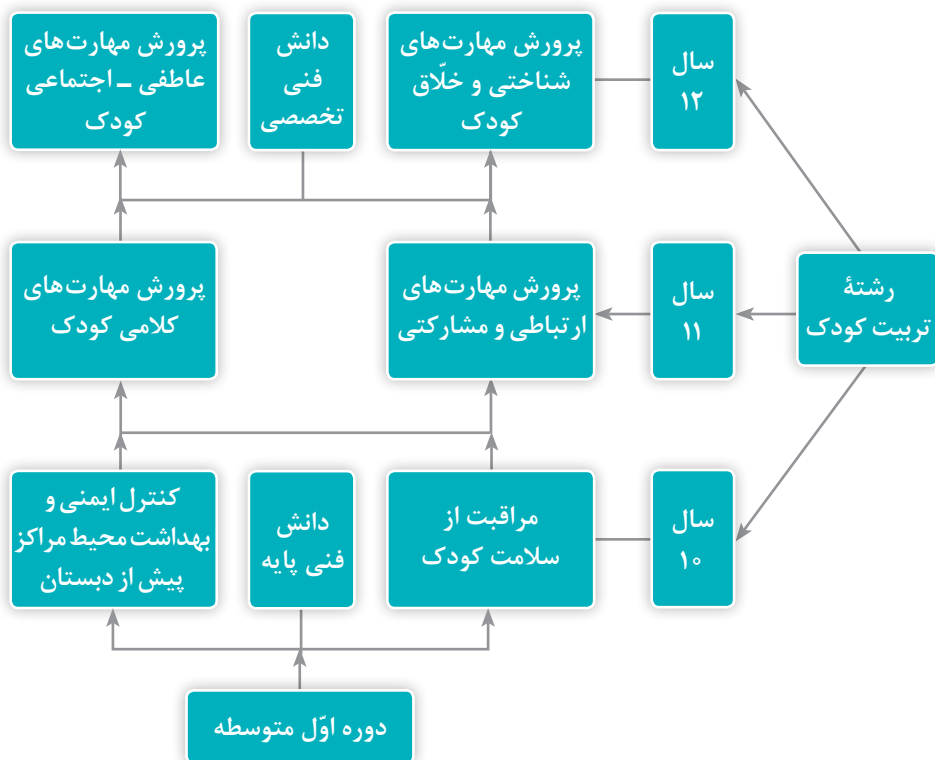 سال
۱۲
پرورش مهارت‌های
شناختی و خلّاق
کودک
دانش
فنی
تخصصی
پرورش مهارت‌های
عاطفی ــ اجتماعی
کودک
رشتۀ
تربیت کودک
سال
۱۱
پرورش مهارت‌های
ارتباطی و مشارکتی
پرورش مهارت‌های
کلامی کودک
سال
۱۰
مراقبت از
سلامت کودک
دانش
فنی پایه
کنترل ایمنی و
بهداشت محیط مراکز
پیش از دبستان
دوره اوّل متوسطه